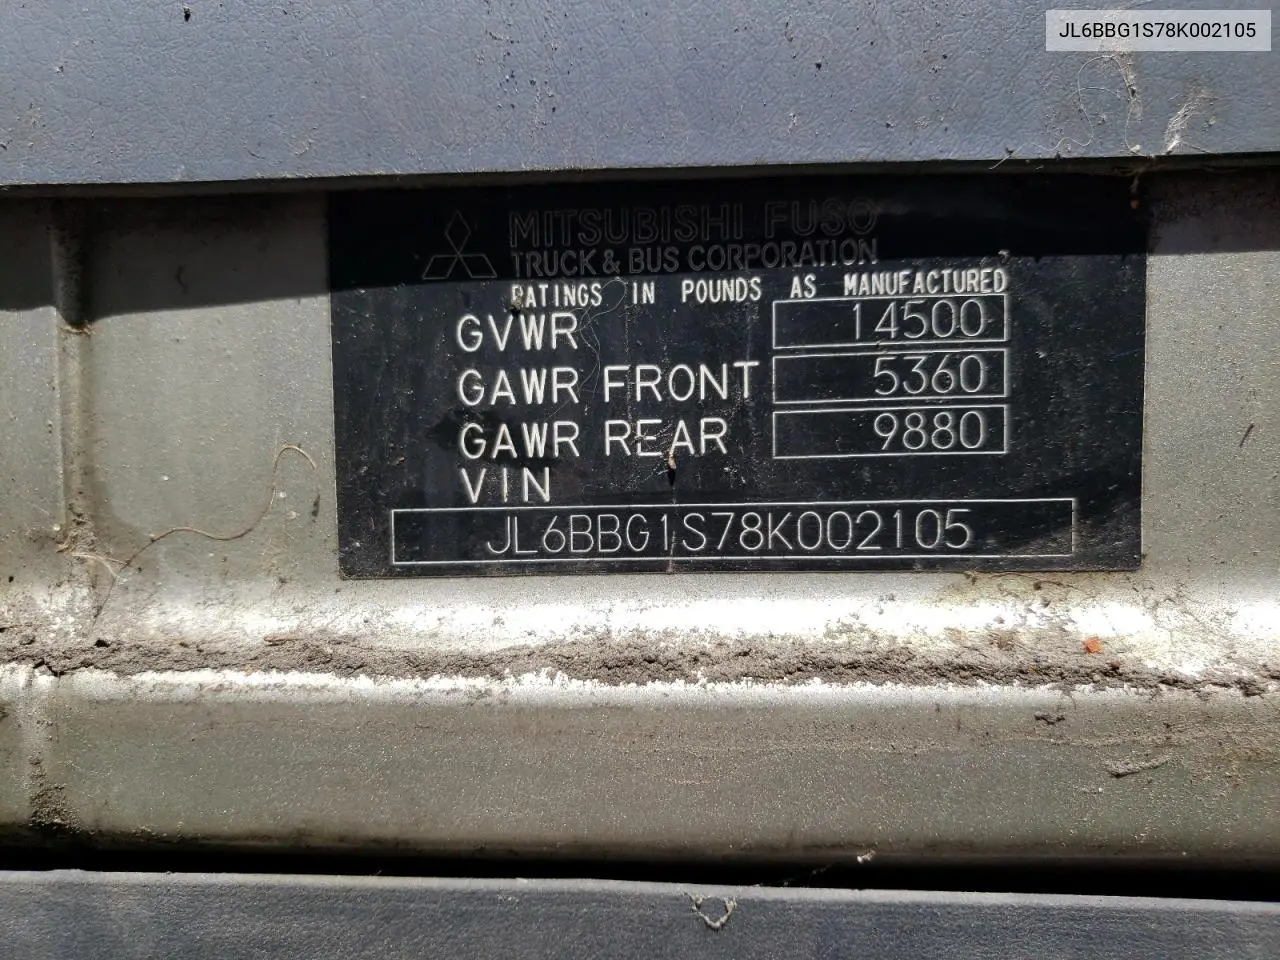 JL6BBG1S78K002105
MITSUBISHI FUSO
TRUCK & BUS CORPORATION
RATINGS IN POUNDS AS MANUFACTURED
GVWR 14500
GAWR FRONT 5360
GAWR REAR 9880
VIN
JL6BBG1S78K002105